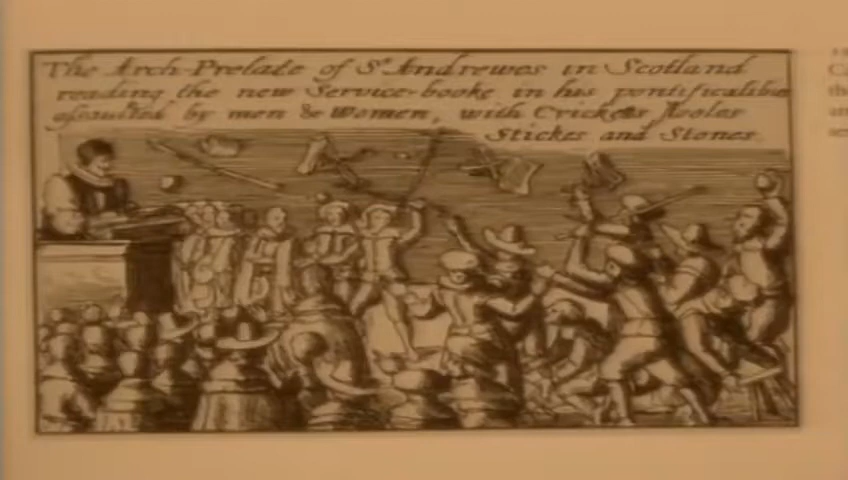 The Arch-Prelate of St Andrewes in Scotland
reading the new Service-booke in his pontificalibus
assaulted by men & Women, with Crickets stooles
Stickes and Stones.